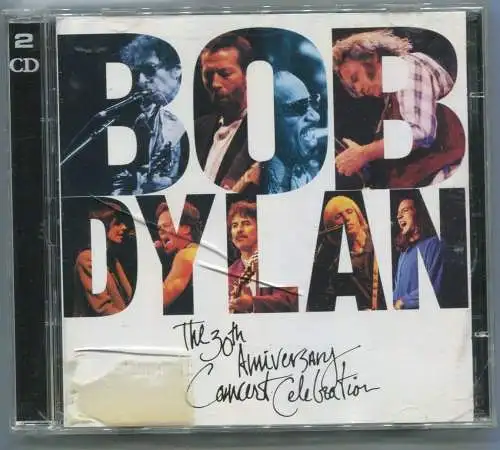 2
CD
BOB
DYLAN
The 30th
Anniversary
Concert Celebration